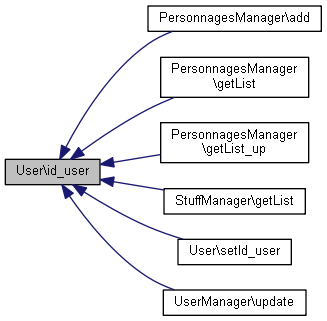 PersonnagesManager\add
PersonnagesManager
\getList
PersonnagesManager
\getList_up
User\id_user
StuffManager\getList
User\setId_user
UserManager\update